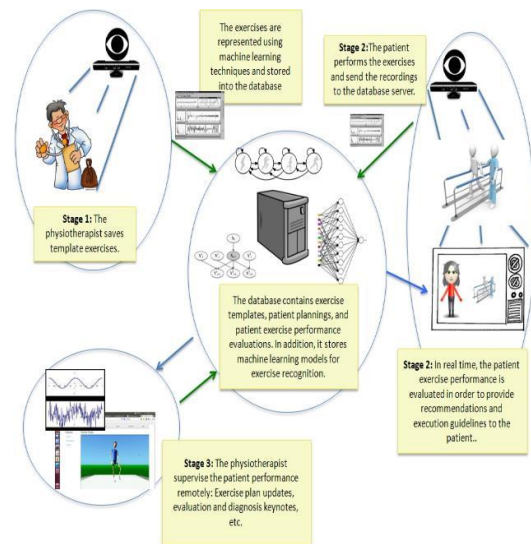 The exercises are
represented using
machine learning
techniques and stored
into the database
Stage 2: The patient
performs the exercises
and send the recordings
to the database server.
Stage 1: The
physiotherapist saves
template exercises.
The database contains exercise
templates, patient plannings, and
patient exercise performance
evaluations. In addition, it stores
machine learning models for
exercise recognition.
Stage 2: In real time, the patient
exercise performance is
evaluated in order to provide
recommendations and
execution guidelines to the
patient..
Stage 3: The physiotherapist
supervise the patient performance
remotely: Exercise plan updates,
evaluation and diagnosis keynotes,
etc.